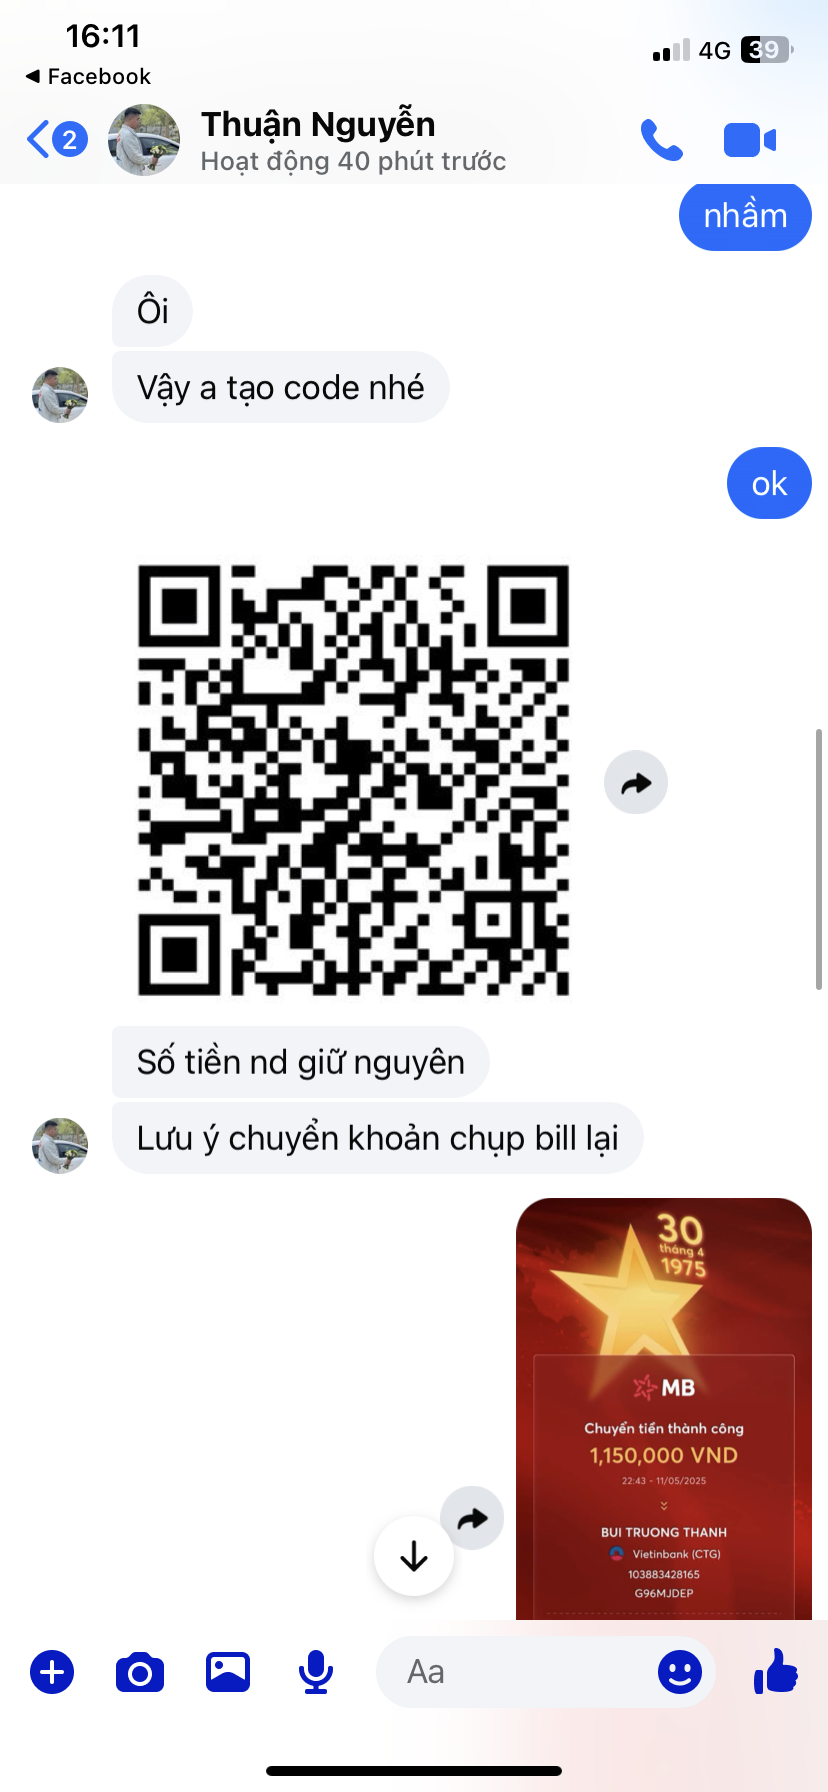 16:11
4G 39
Facebook
2
Thuận Nguyễn
Hoạt động 40 phút trước
nhầm
Ôi
Vậy a tạo code nhé
ok
Số tiền nd giữ nguyên
Lưu ý chuyển khoản chụp bill lại
30
tháng 4
1975
MB
Chuyển tiền thành công
1,150,000 VND
22:43 - 11/05/2025
BUI TRUONG THANH
Vietinbank (CTG)
103883428165
G96MJDEP
Aa